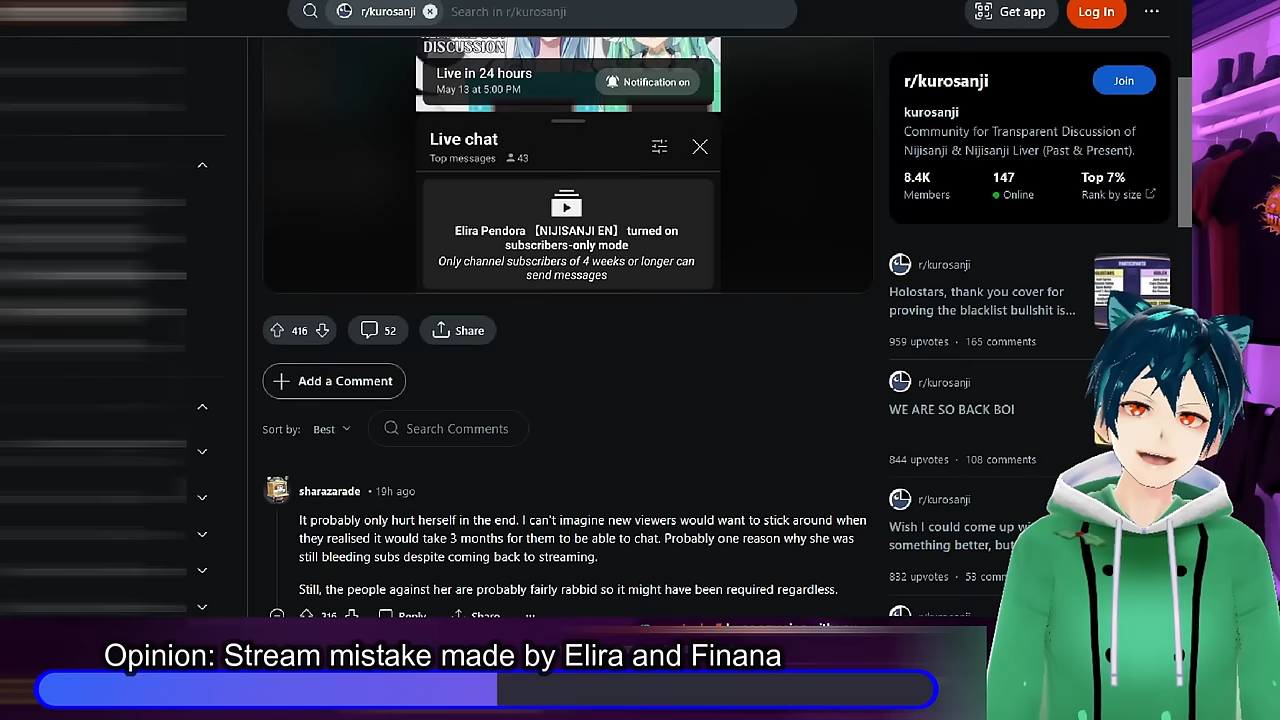 r/kurosanji
Search in r/kurosanji
Get app
Log In
DISCUSSION
Live in 24 hours
May 13 at 5:00 PM
Notification on
Live chat
Top messages 43
Elira Pendora 【NIJISANJI EN】 turned on
subscribers-only mode
Only channel subscribers of 4 weeks or longer can
send messages
416
52
Share
Add a Comment
Sort by: Best
Search Comments
sharazarade • 19h ago
It probably only hurt herself in the end. I can't imagine new viewers would want to stick around when
they realised it would take 3 months for them to be able to chat. Probably one reason why she was
still bleeding subs despite coming back to streaming.
Still, the people against her are probably fairly rabbid so it might have been required regardless.
316 Reply Share
r/kurosanji
Join
kurosanji
Community for Transparent Discussion of
Nijisanji & Nijisanji Liver (Past & Present).
8.4K 147 Top 7%
Members Online Rank by size
r/kurosanji
Holostars, thank you cover for
proving the blacklist bullshit is...
959 upvotes · 165 comments
r/kurosanji
WE ARE SO BACK BOI
844 upvotes · 108 comments
r/kurosanji
Wish I could come up
something better, but
832 upvotes · 53
Opinion: Stream mistake made by Elira and Finana